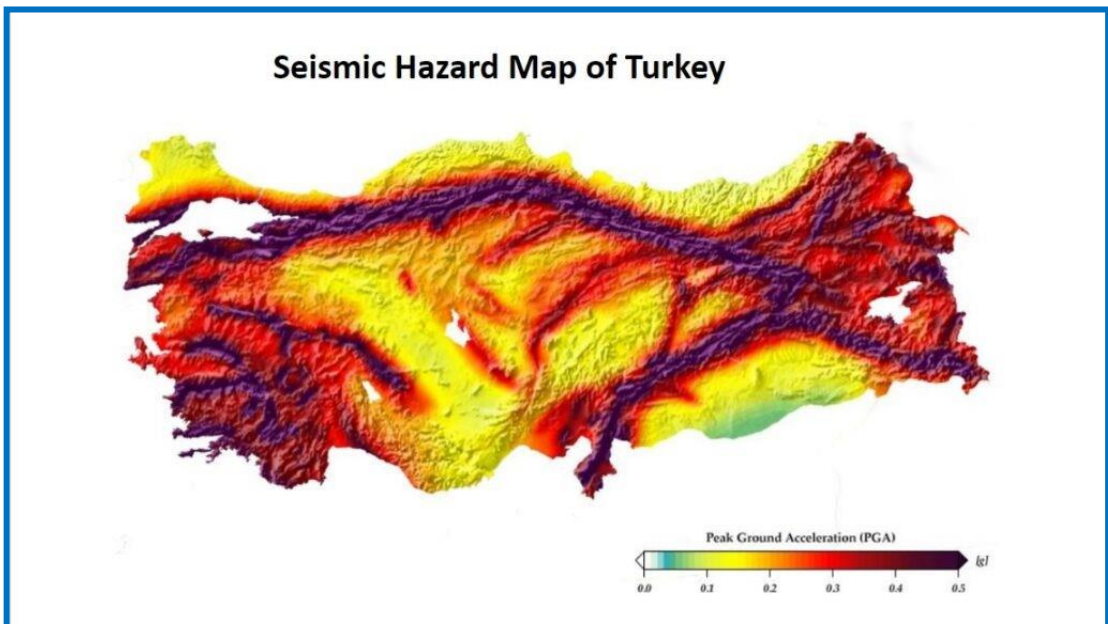 Seismic Hazard Map of Turkey
Peak Ground Acceleration (PGA)
[g]
0.0 0.1 0.2 0.3 0.4 0.5